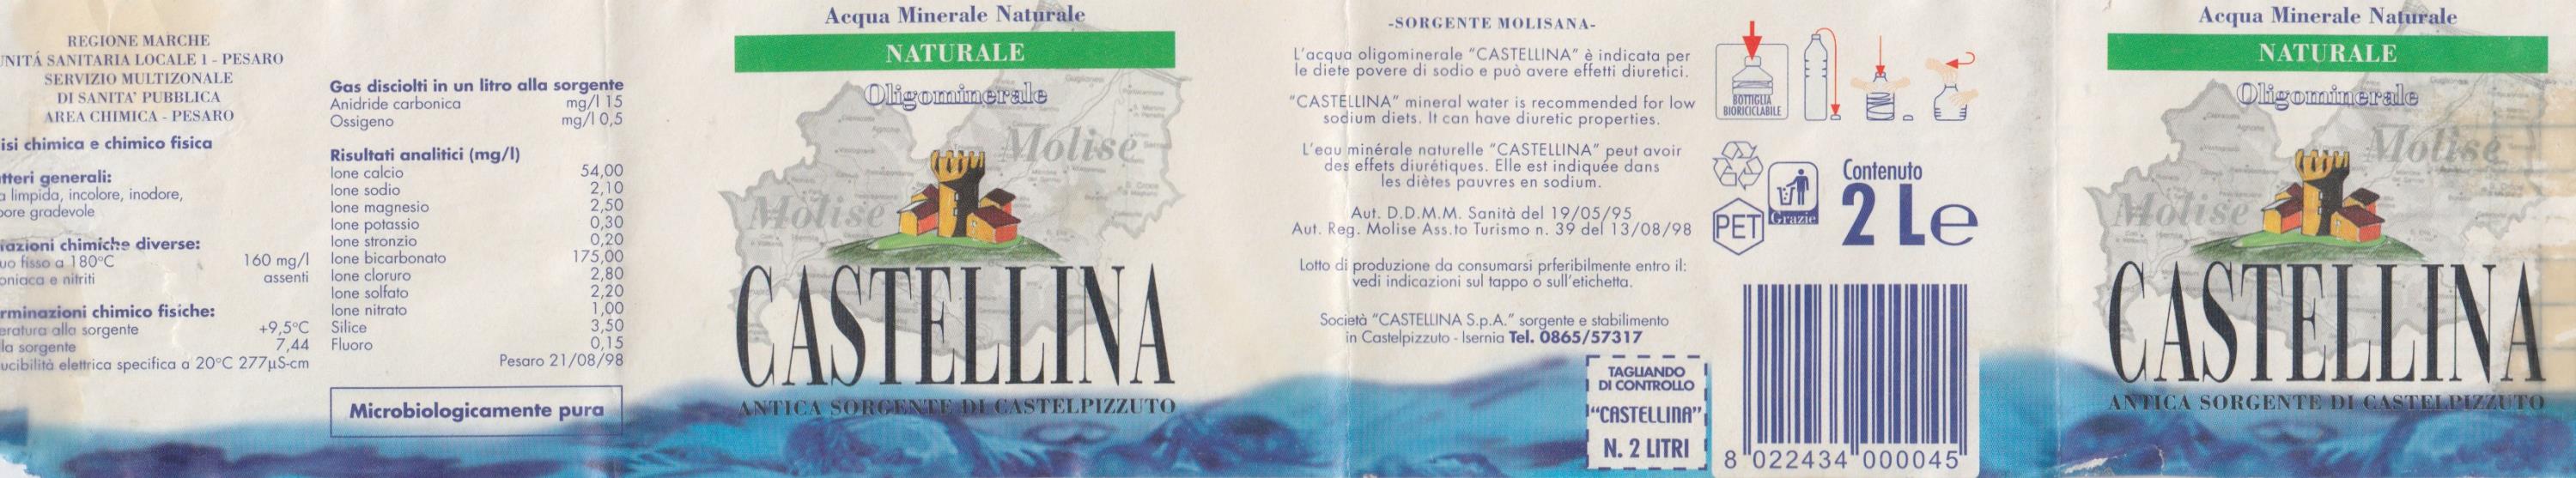 REGIONE MARCHE
UNITÁ SANITARIA LOCALE 1 - PESARO
SERVIZIO MULTIZONALE
DI SANITA' PUBBLICA
AREA CHIMICA - PESARO
isi chimica e chimico fisica
tteri generali:
a limpida, incolore, inodore,
pore gradevole
azioni chimiche diverse:
uo fisso a 180°C 160 mg/l
oniaca e nitriti assenti
rminazioni chimico fisiche:
eratura alla sorgente +9,5°C
la sorgente 7,44
ucibilità elettrica specifica a 20°C 277µS-cm
Gas disciolti in un litro alla sorgente
Anidride carbonica mg/l 15
Ossigeno mg/l 0,5
Risultati analitici (mg/l)
Ione calcio 54,00
Ione sodio 2,10
Ione magnesio 2,50
Ione potassio 0,30
Ione stronzio 0,20
Ione bicarbonato 175,00
Ione cloruro 2,80
Ione solfato 2,20
Ione nitrato 1,00
Silice 3,50
Fluoro 0,15
Pesaro 21/08/98
Microbiologicamente pura
Acqua Minerale Naturale
NATURALE
Oligominerale
Molise
Molise
CASTELLINA
ANTICA SORGENTE DI CASTELPIZZUTO
-SORGENTE MOLISANA-
L'acqua oligominerale "CASTELLINA" è indicata per
le diete povere di sodio e può avere effetti diuretici.
"CASTELLINA" mineral water is recommended for low
sodium diets. It can have diuretic properties.
L'eau minérale naturelle "CASTELLINA" peut avoir
des effets diurétiques. Elle est indiquée dans
les diètes pauvres en sodium.
Aut. D.D.M.M. Sanità del 19/05/95
Aut. Reg. Molise Ass.to Turismo n. 39 del 13/08/98
Lotto di produzione da consumarsi prferibilmente entro il:
vedi indicazioni sul tappo o sull'etichetta.
Società "CASTELLINA S.p.A." sorgente e stabilimento
in Castelpizzuto - Isernia Tel. 0865/57317
TAGLIANDO
DI CONTROLLO
"CASTELLINA"
N. 2 LITRI
BOTTIGLIA
BIORICICLABILE
PET
Grazie
Contenuto
2 Le
8 022434 000045
Acqua Minerale Naturale
NATURALE
Oligominerale
Molise
Molise
CASTELLINA
ANTICA SORGENTE DI CASTELPIZZUTO